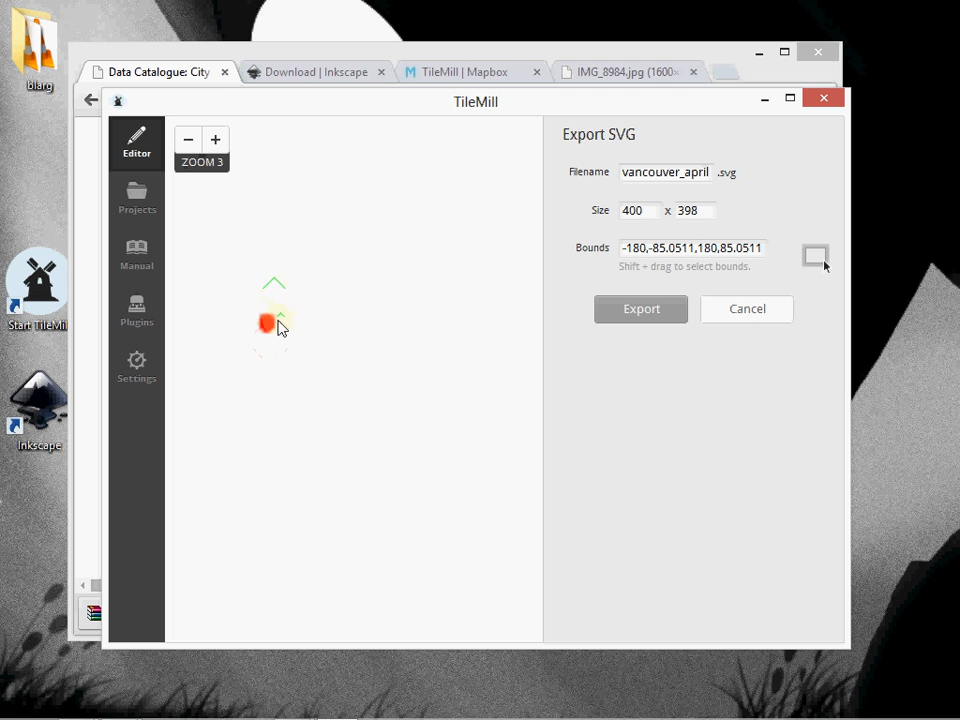 Blarg
Data Catalogue: City
Download | Inkscape
TileMill | Mapbox
IMG_8984.jpg (1600×
TileMill
Editor
ZOOM 3
Projects
Manual
Plugins
Settings
Export SVG
Filename vancouver_april .svg
Size 400 x 398
Bounds -180,-85.0511,180,85.0511
Shift + drag to select bounds.
Export Cancel
Start TileMil
Inkscape